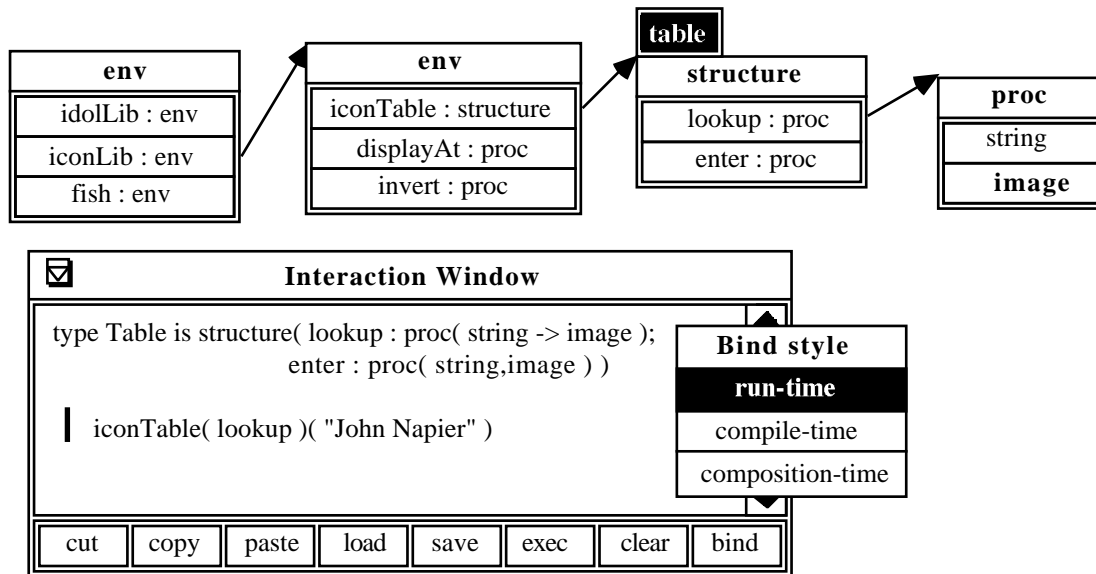 env
idolLib : env
iconLib : env
fish : env
env
iconTable : structure
displayAt : proc
invert : proc
table
structure
lookup : proc
enter : proc
proc
string
image
Interaction Window
type Table is structure( lookup : proc( string -> image );
enter : proc( string,image ) )
iconTable( lookup )( "John Napier" )
Bind style
run-time
compile-time
composition-time
cut copy paste load save exec clear bind